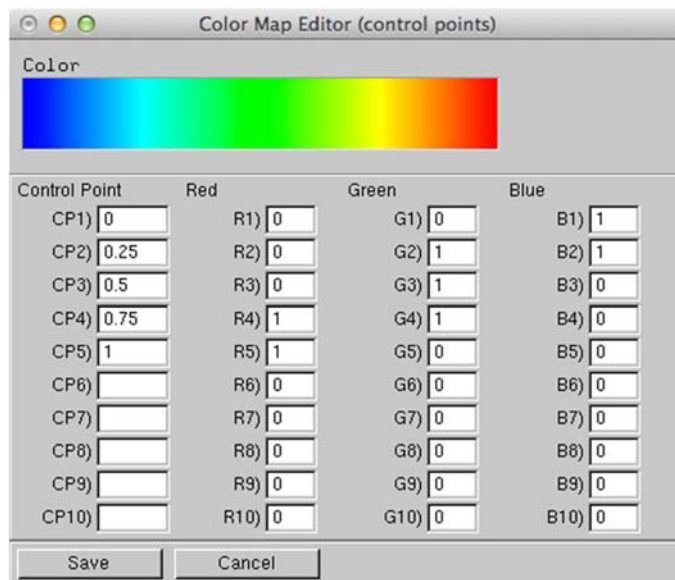 Color Map Editor (control points)
Color
Control Point Red Green Blue
CP1) 0 R1) 0 G1) 0 B1) 1
CP2) 0.25 R2) 0 G2) 1 B2) 1
CP3) 0.5 R3) 0 G3) 1 B3) 0
CP4) 0.75 R4) 1 G4) 1 B4) 0
CP5) 1 R5) 1 G5) 0 B5) 0
CP6) R6) 0 G6) 0 B6) 0
CP7) R7) 0 G7) 0 B7) 0
CP8) R8) 0 G8) 0 B8) 0
CP9) R9) 0 G9) 0 B9) 0
CP10) R10) 0 G10) 0 B10) 0
Save Cancel